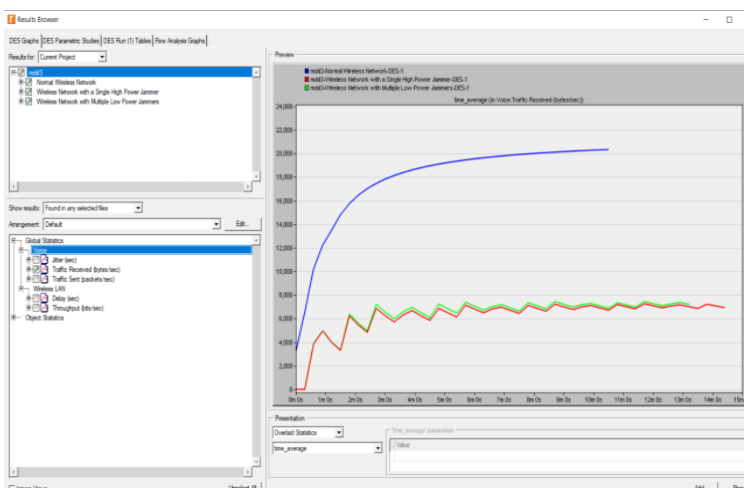 Results Browser
DES Graphs DES Parametric Studies DES Run (1) Tables Flow Analysis Graphs
Results for: Current Project
mdd3
Normal Wireless Network
Wireless Network with a Single High Power Jammer
Wireless Network with Multiple Low Power Jammers
Show results: Found in any selected files
Arrangement: Default Edit...
Global Statistics
Voice
Jitter (sec)
Traffic Received (bytes/sec)
Traffic Sent (packets/sec)
Wireless LAN
Delay (sec)
Throughput (bits/sec)
Object Statistics
Preview
mdd3-Normal Wireless Network-DES-1
mdd3-Wireless Network with a Single High Power Jammer-DES-1
mdd3-Wireless Network with Multiple Low Power Jammers-DES-1
time_average (in Voice.Traffic Received (bytes/sec))
24,000
22,000
20,000
18,000
16,000
14,000
12,000
10,000
8,000
6,000
4,000
2,000
0
0m 0s 1m 0s 2m 0s 3m 0s 4m 0s 5m 0s 6m 0s 7m 0s 8m 0s 9m 0s 10m 0s 11m 0s 12m 0s 13m 0s 14m 0s 15m
Presentation
Overlaid Statistics
time_average
'time_average' parameters
Value